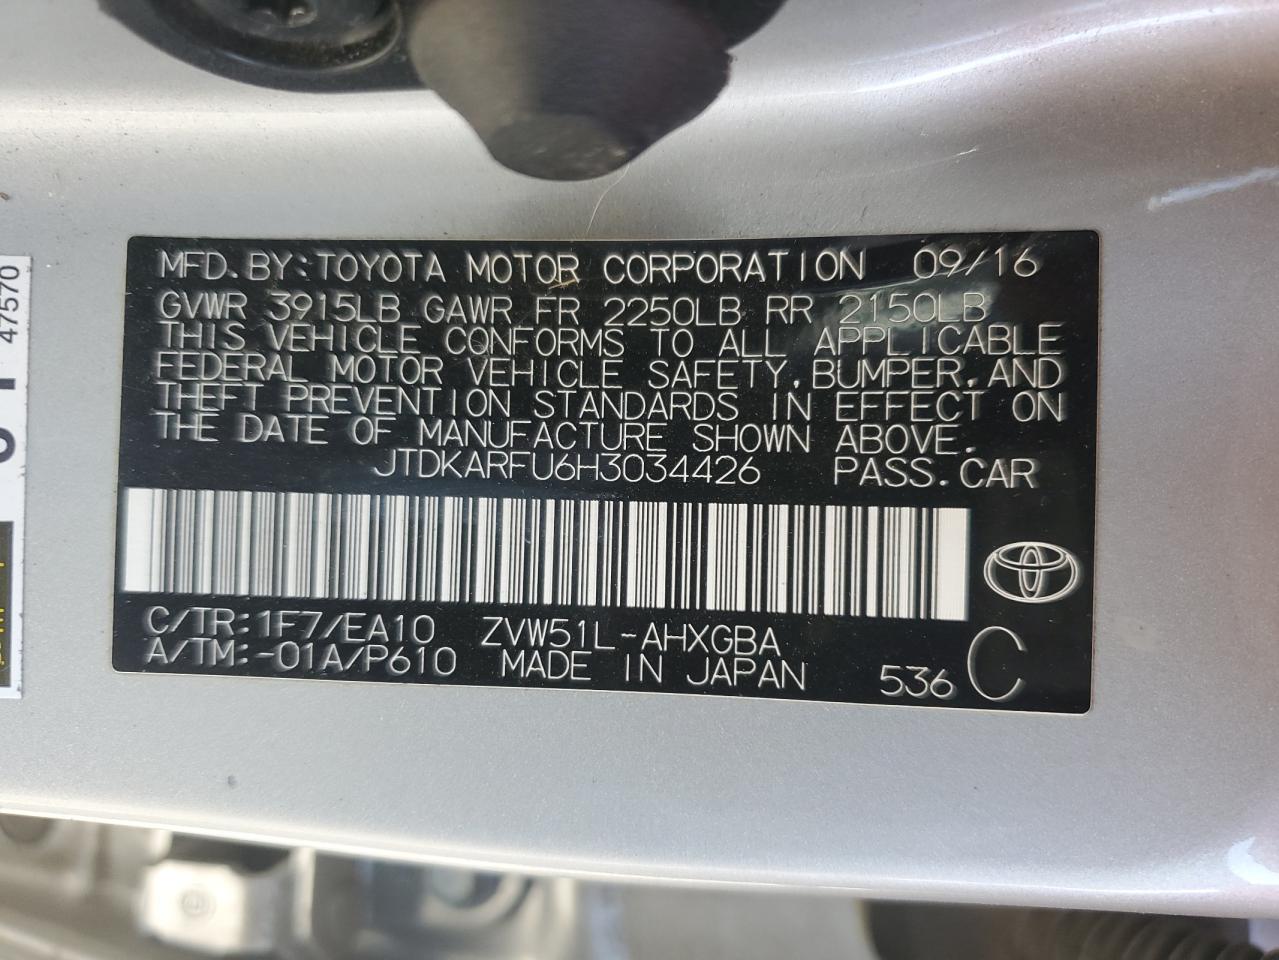 MFD. BY: TOYOTA MOTOR CORPORATION 09/16
GVWR 3915LB GAWR FR 2250LB RR 2150LB
THIS VEHICLE CONFORMS TO ALL APPLICABLE
FEDERAL MOTOR VEHICLE SAFETY, BUMPER, AND
THEFT PREVENTION STANDARDS IN EFFECT ON
THE DATE OF MANUFACTURE SHOWN ABOVE.
JTDKARFU6H3034426 PASS. CAR
C/TR: 1F7/EA10 ZVW51L-AHXGBA
A/TM: -01A/P610 MADE IN JAPAN 536 C
47570